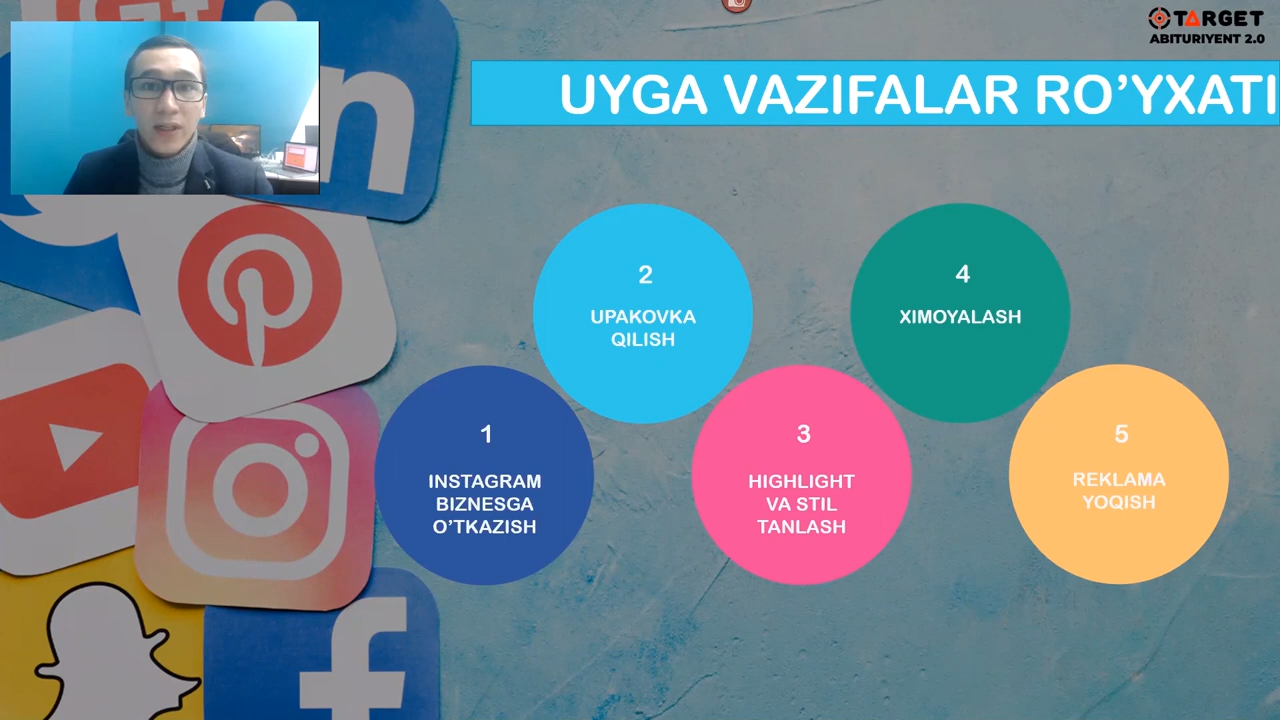 TARGET
ABITURIYENT 2.0
UYGA VAZIFALAR RO’YXATI
in
1
INSTAGRAM
BIZNESGA
O’TKAZISH
2
UPAKOVKA
QILISH
3
HIGHLIGHT
VA STIL
TANLASH
4
XIMOYALASH
5
REKLAMA
YOQISH